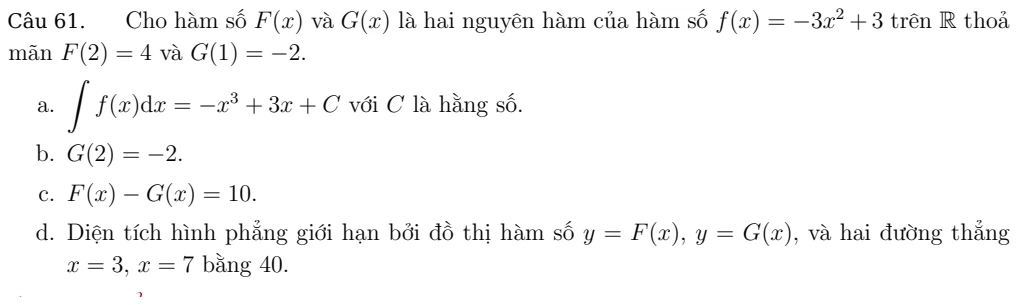 Câu 61. Cho hàm số F(x) và G(x) là hai nguyên hàm của hàm số f(x) = −3x² + 3 trên ℝ thoả
mãn F(2) = 4 và G(1) = −2.
a. ∫ f(x)dx = −x³ + 3x + C với C là hằng số.
b. G(2) = −2.
c. F(x) − G(x) = 10.
d. Diện tích hình phẳng giới hạn bởi đồ thị hàm số y = F(x), y = G(x), và hai đường thẳng
x = 3, x = 7 bằng 40.